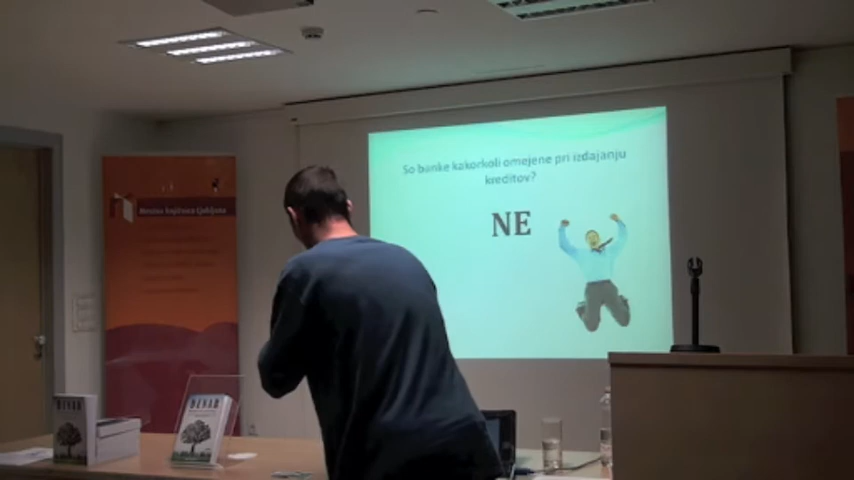 So banke kakorkoli omejene pri izdajanju
kreditov?
NE
Mestna knjižnica Ljubljana
DENAR
DENAR